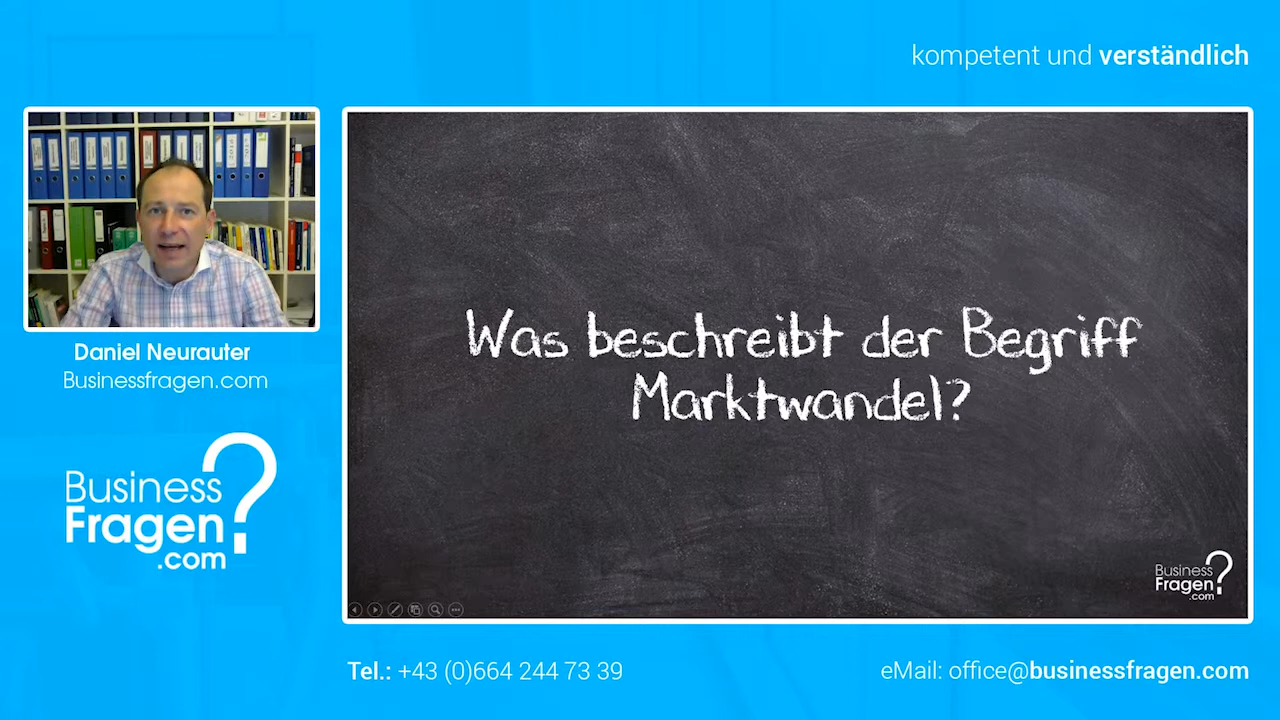 kompetent und verständlich
Daniel Neurauter
Businessfragen.com
Business
Fragen
.com
?
Was beschreibt der Begriff
Marktwandel?
Business
Fragen
.com
?
Tel.: +43 (0)664 244 73 39
eMail: office@businessfragen.com